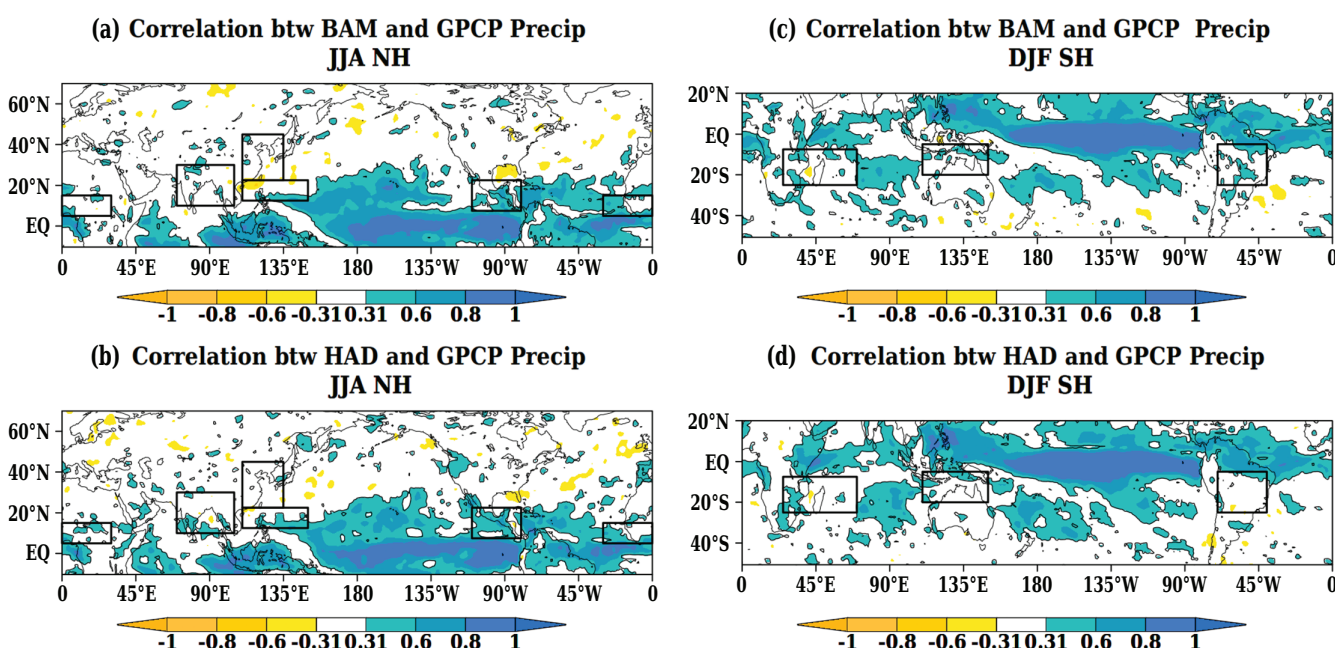 (a) Correlation btw BAM and GPCP Precip
JJA NH
60°N
40°N
20°N
EQ
0 45°E 90°E 135°E 180 135°W 90°W 45°W 0
-1 -0.8 -0.6 -0.31 0.31 0.6 0.8 1
(b) Correlation btw HAD and GPCP Precip
JJA NH
60°N
40°N
20°N
EQ
0 45°E 90°E 135°E 180 135°W 90°W 45°W 0
-1 -0.8 -0.6 -0.31 0.31 0.6 0.8 1
(c) Correlation btw BAM and GPCP Precip
DJF SH
20°N
EQ
20°S
40°S
0 45°E 90°E 135°E 180 135°W 90°W 45°W 0
-1 -0.8 -0.6 -0.31 0.31 0.6 0.8 1
(d) Correlation btw HAD and GPCP Precip
DJF SH
20°N
EQ
20°S
40°S
0 45°E 90°E 135°E 180 135°W 90°W 45°W 0
-1 -0.8 -0.6 -0.31 0.31 0.6 0.8 1